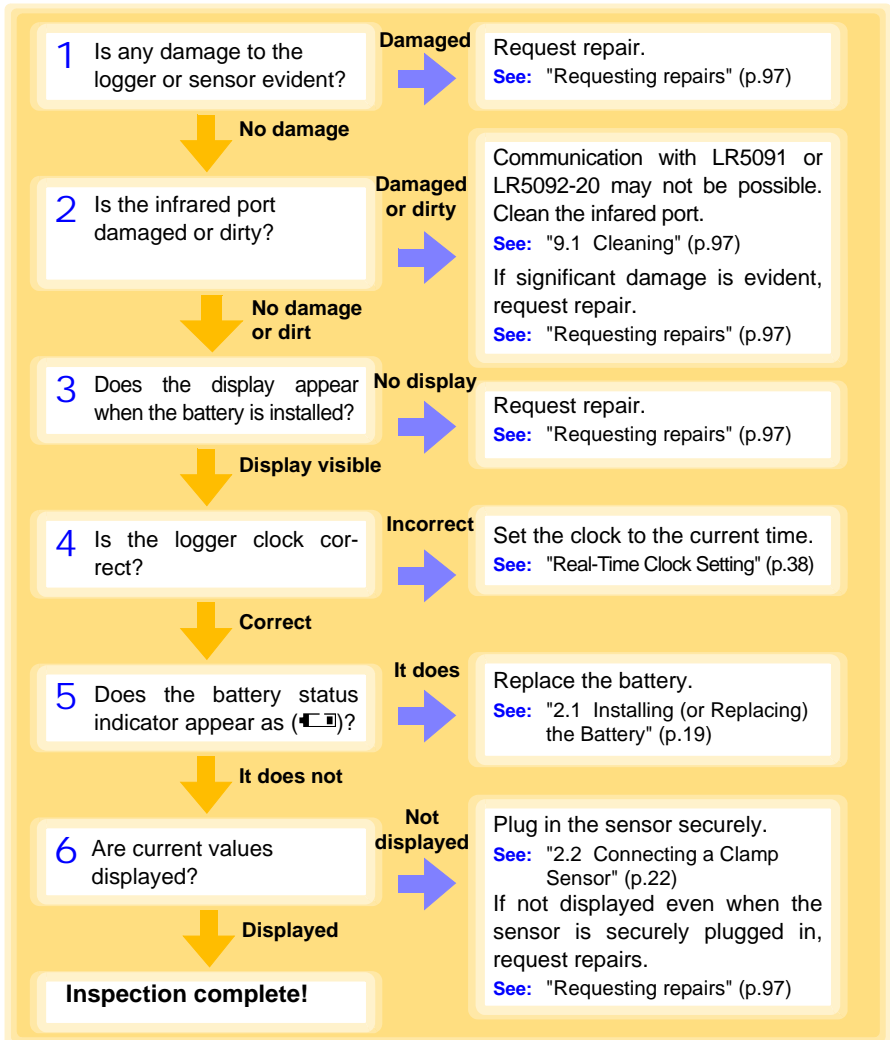 1 Is any damage to the
logger or sensor evident?
Damaged
Request repair.
See: "Requesting repairs" (p.97)
No damage
2 Is the infrared port
damaged or dirty?
Damaged
or dirty
Communication with LR5091 or
LR5092-20 may not be possible.
Clean the infared port.
See: "9.1 Cleaning" (p.97)
If significant damage is evident,
request repair.
See: "Requesting repairs" (p.97)
No damage
or dirt
3 Does the display appear
when the battery is installed?
No display
Request repair.
See: "Requesting repairs" (p.97)
Display visible
4 Is the logger clock cor-
rect?
Incorrect
Set the clock to the current time.
See: "Real-Time Clock Setting" (p.38)
Correct
5 Does the battery status
indicator appear as ( )?
It does
Replace the battery.
See: "2.1 Installing (or Replacing)
the Battery" (p.19)
It does not
6 Are current values
displayed?
Not
displayed
Plug in the sensor securely.
See: "2.2 Connecting a Clamp
Sensor" (p.22)
If not displayed even when the
sensor is securely plugged in,
request repairs.
See: "Requesting repairs" (p.97)
Displayed
Inspection complete!